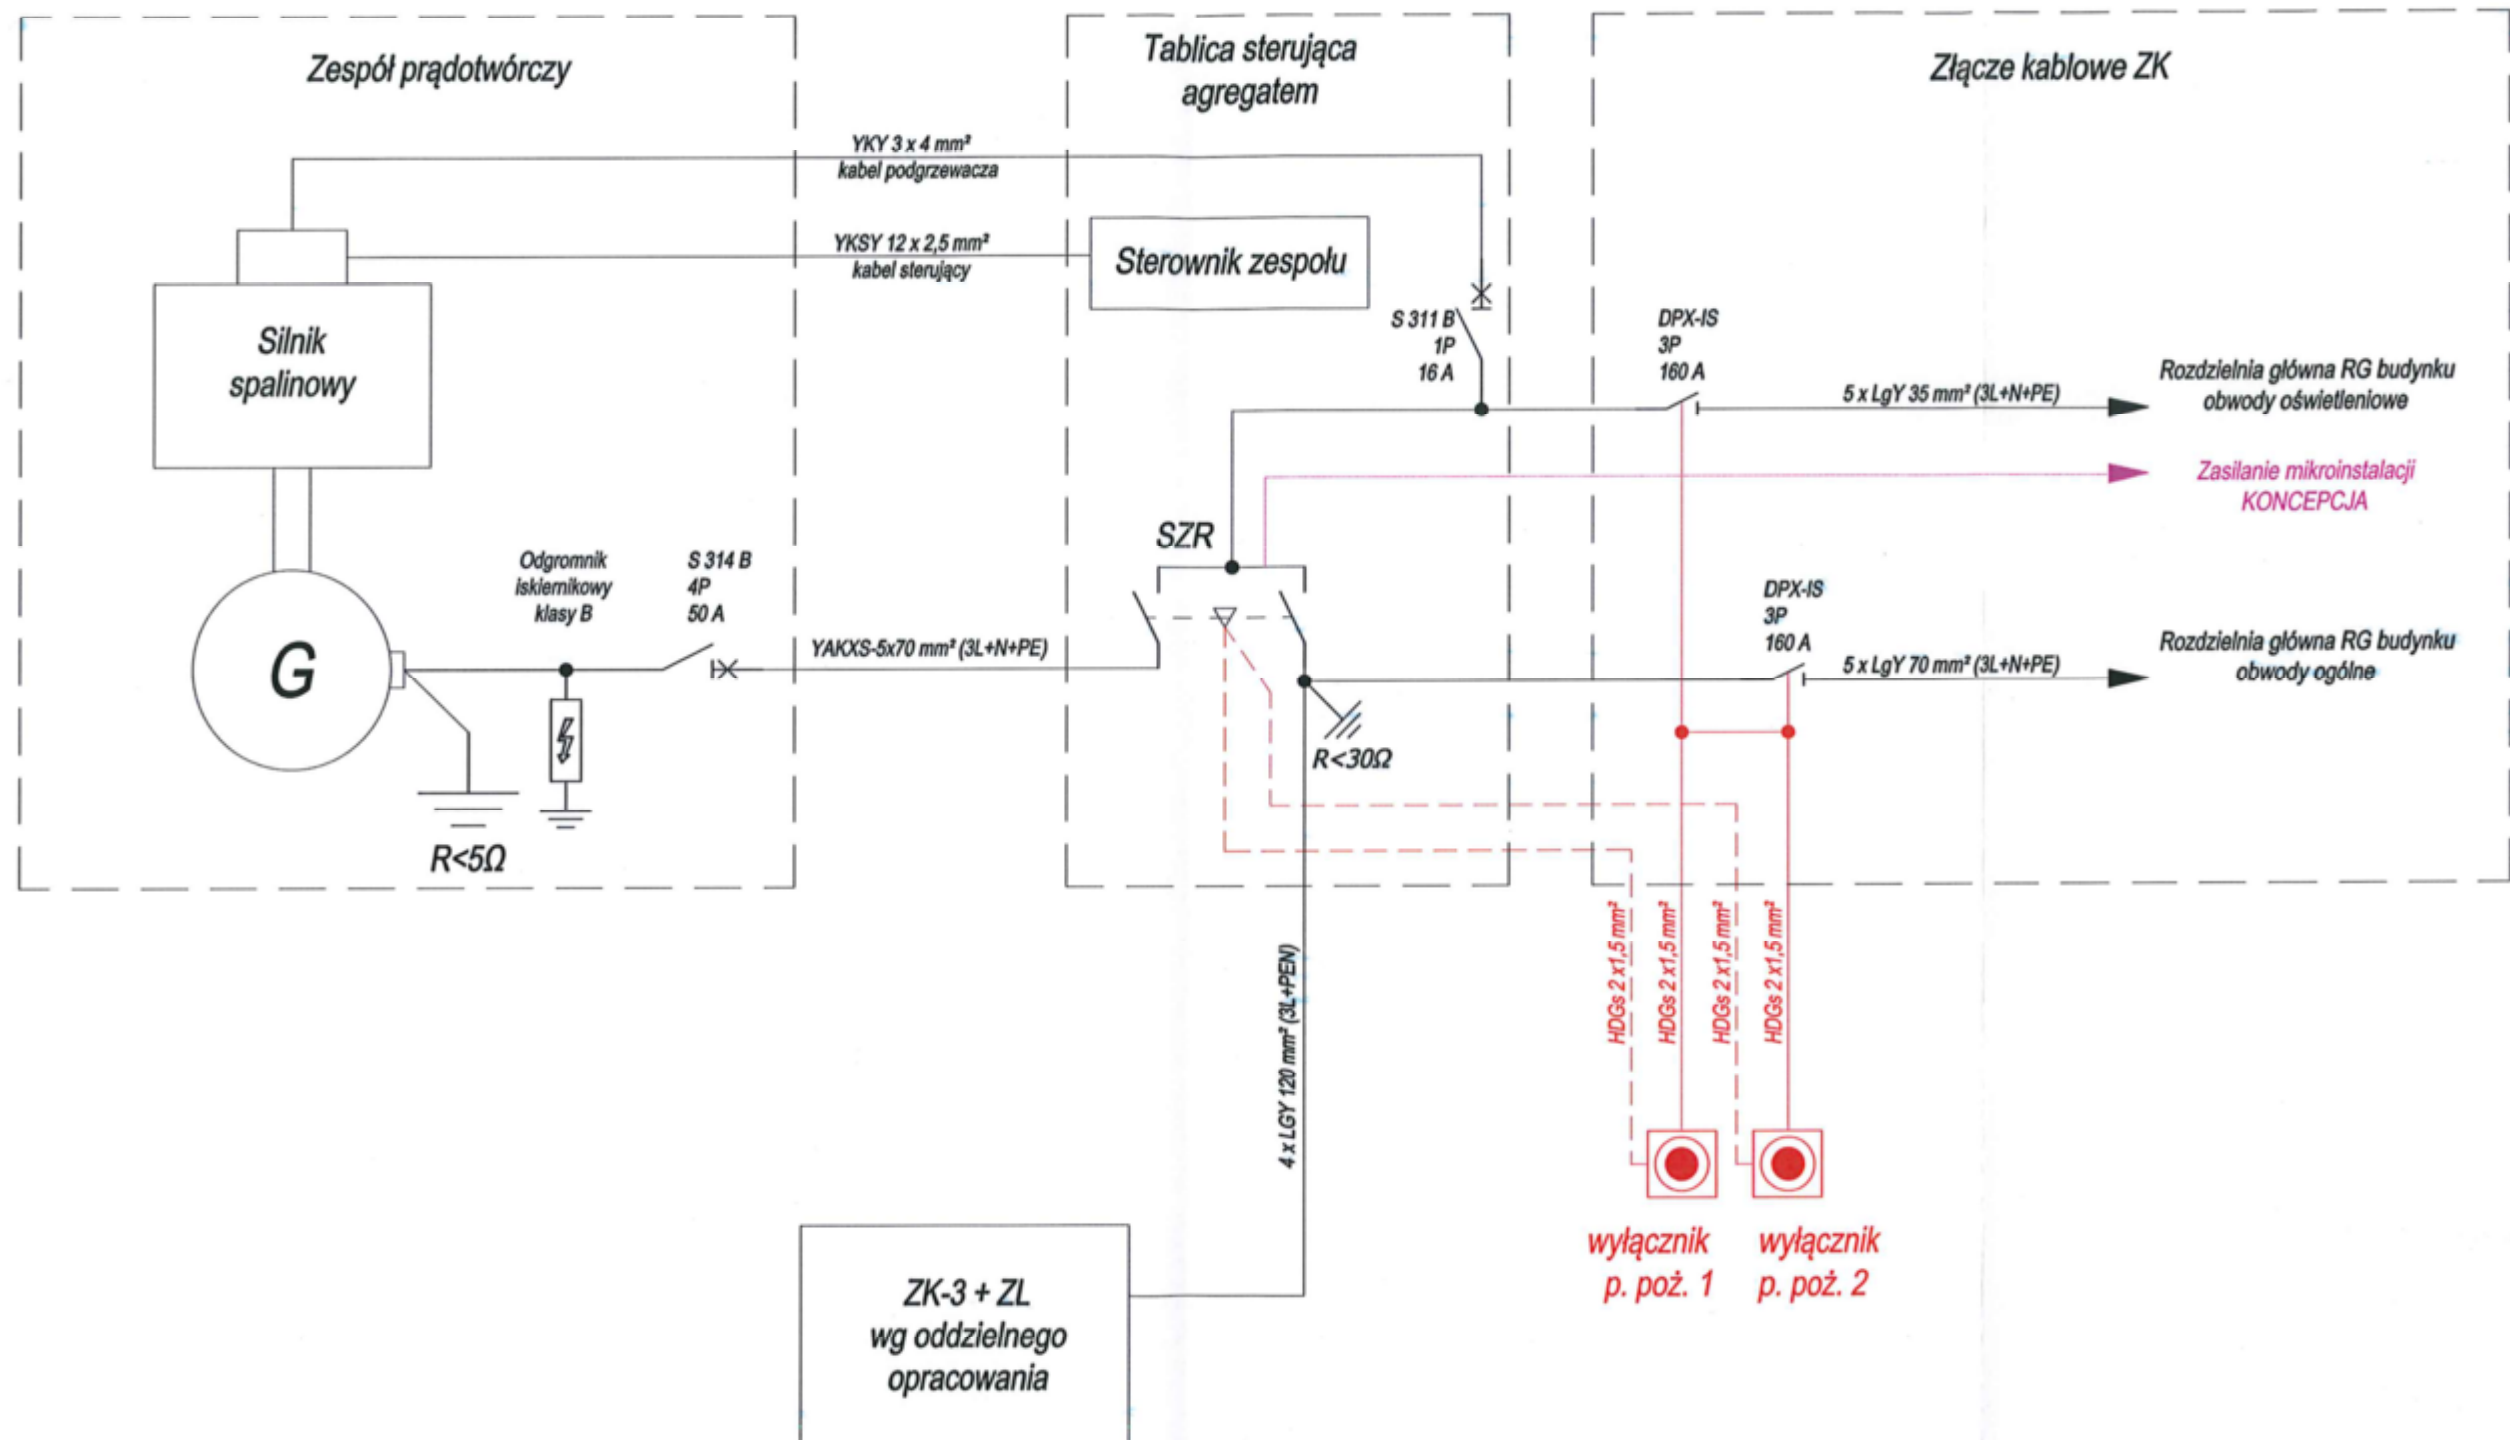 Zespół prądotwórczy
Tablica sterująca
agregatem
Złącze kablowe ZK
YKY 3 x 4 mm²
kabel podgrzewacza
YKSY 12 x 2,5 mm²
kabel sterujący
Sterownik zespołu
Silnik
spalinowy
S 311 B
1P
16 A
DPX-IS
3P
160 A
5 x LgY 35 mm² (3L+N+PE)
Rozdzielnia główna RG budynku
obwody oświetleniowe
Zasilanie mikroinstalacji
KONCEPCJA
SZR
Odgromnik
iskiernikowy
klasy B
S 314 B
4P
50 A
G
YAKXS-5x70 mm² (3L+N+PE)
DPX-IS
3P
160 A
5 x LgY 70 mm² (3L+N+PE)
Rozdzielnia główna RG budynku
obwody ogólne
R<30Ω
R<5Ω
4 x LGY 120 mm² (3L+PEN)
HDGs 2 x1,5 mm²
HDGs 2 x1,5 mm²
HDGs 2 x1,5 mm²
HDGs 2 x1,5 mm²
wyłącznik
p. poż. 1
wyłącznik
p. poż. 2
ZK-3 + ZL
wg oddzielnego
opracowania